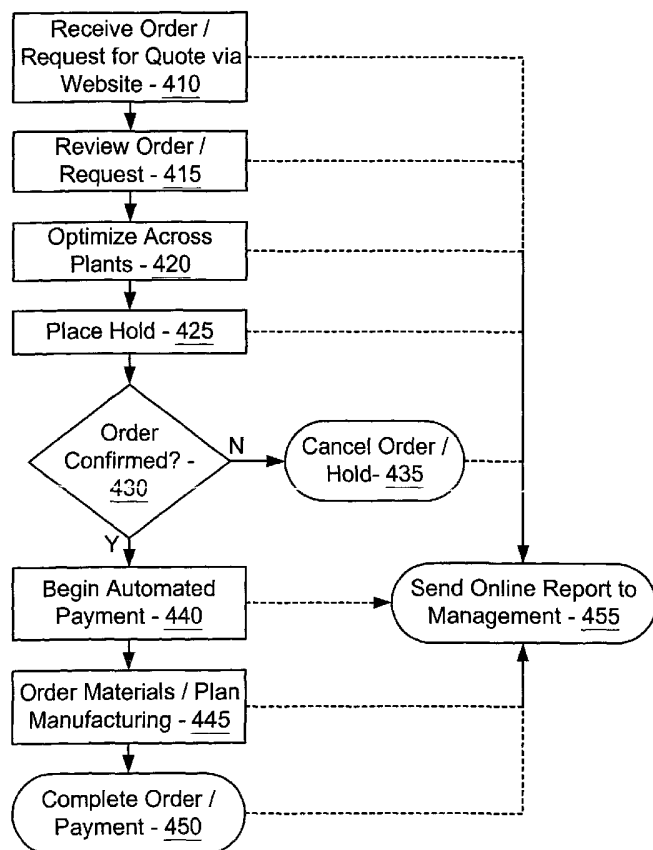 Receive Order /
Request for Quote via
Website - 410
Review Order /
Request - 415
Optimize Across
Plants - 420
Place Hold - 425
Order
Confirmed? -
430
N
Cancel Order /
Hold- 435
Y
Begin Automated
Payment - 440
Send Online Report to
Management - 455
Order Materials / Plan
Manufacturing - 445
Complete Order /
Payment - 450